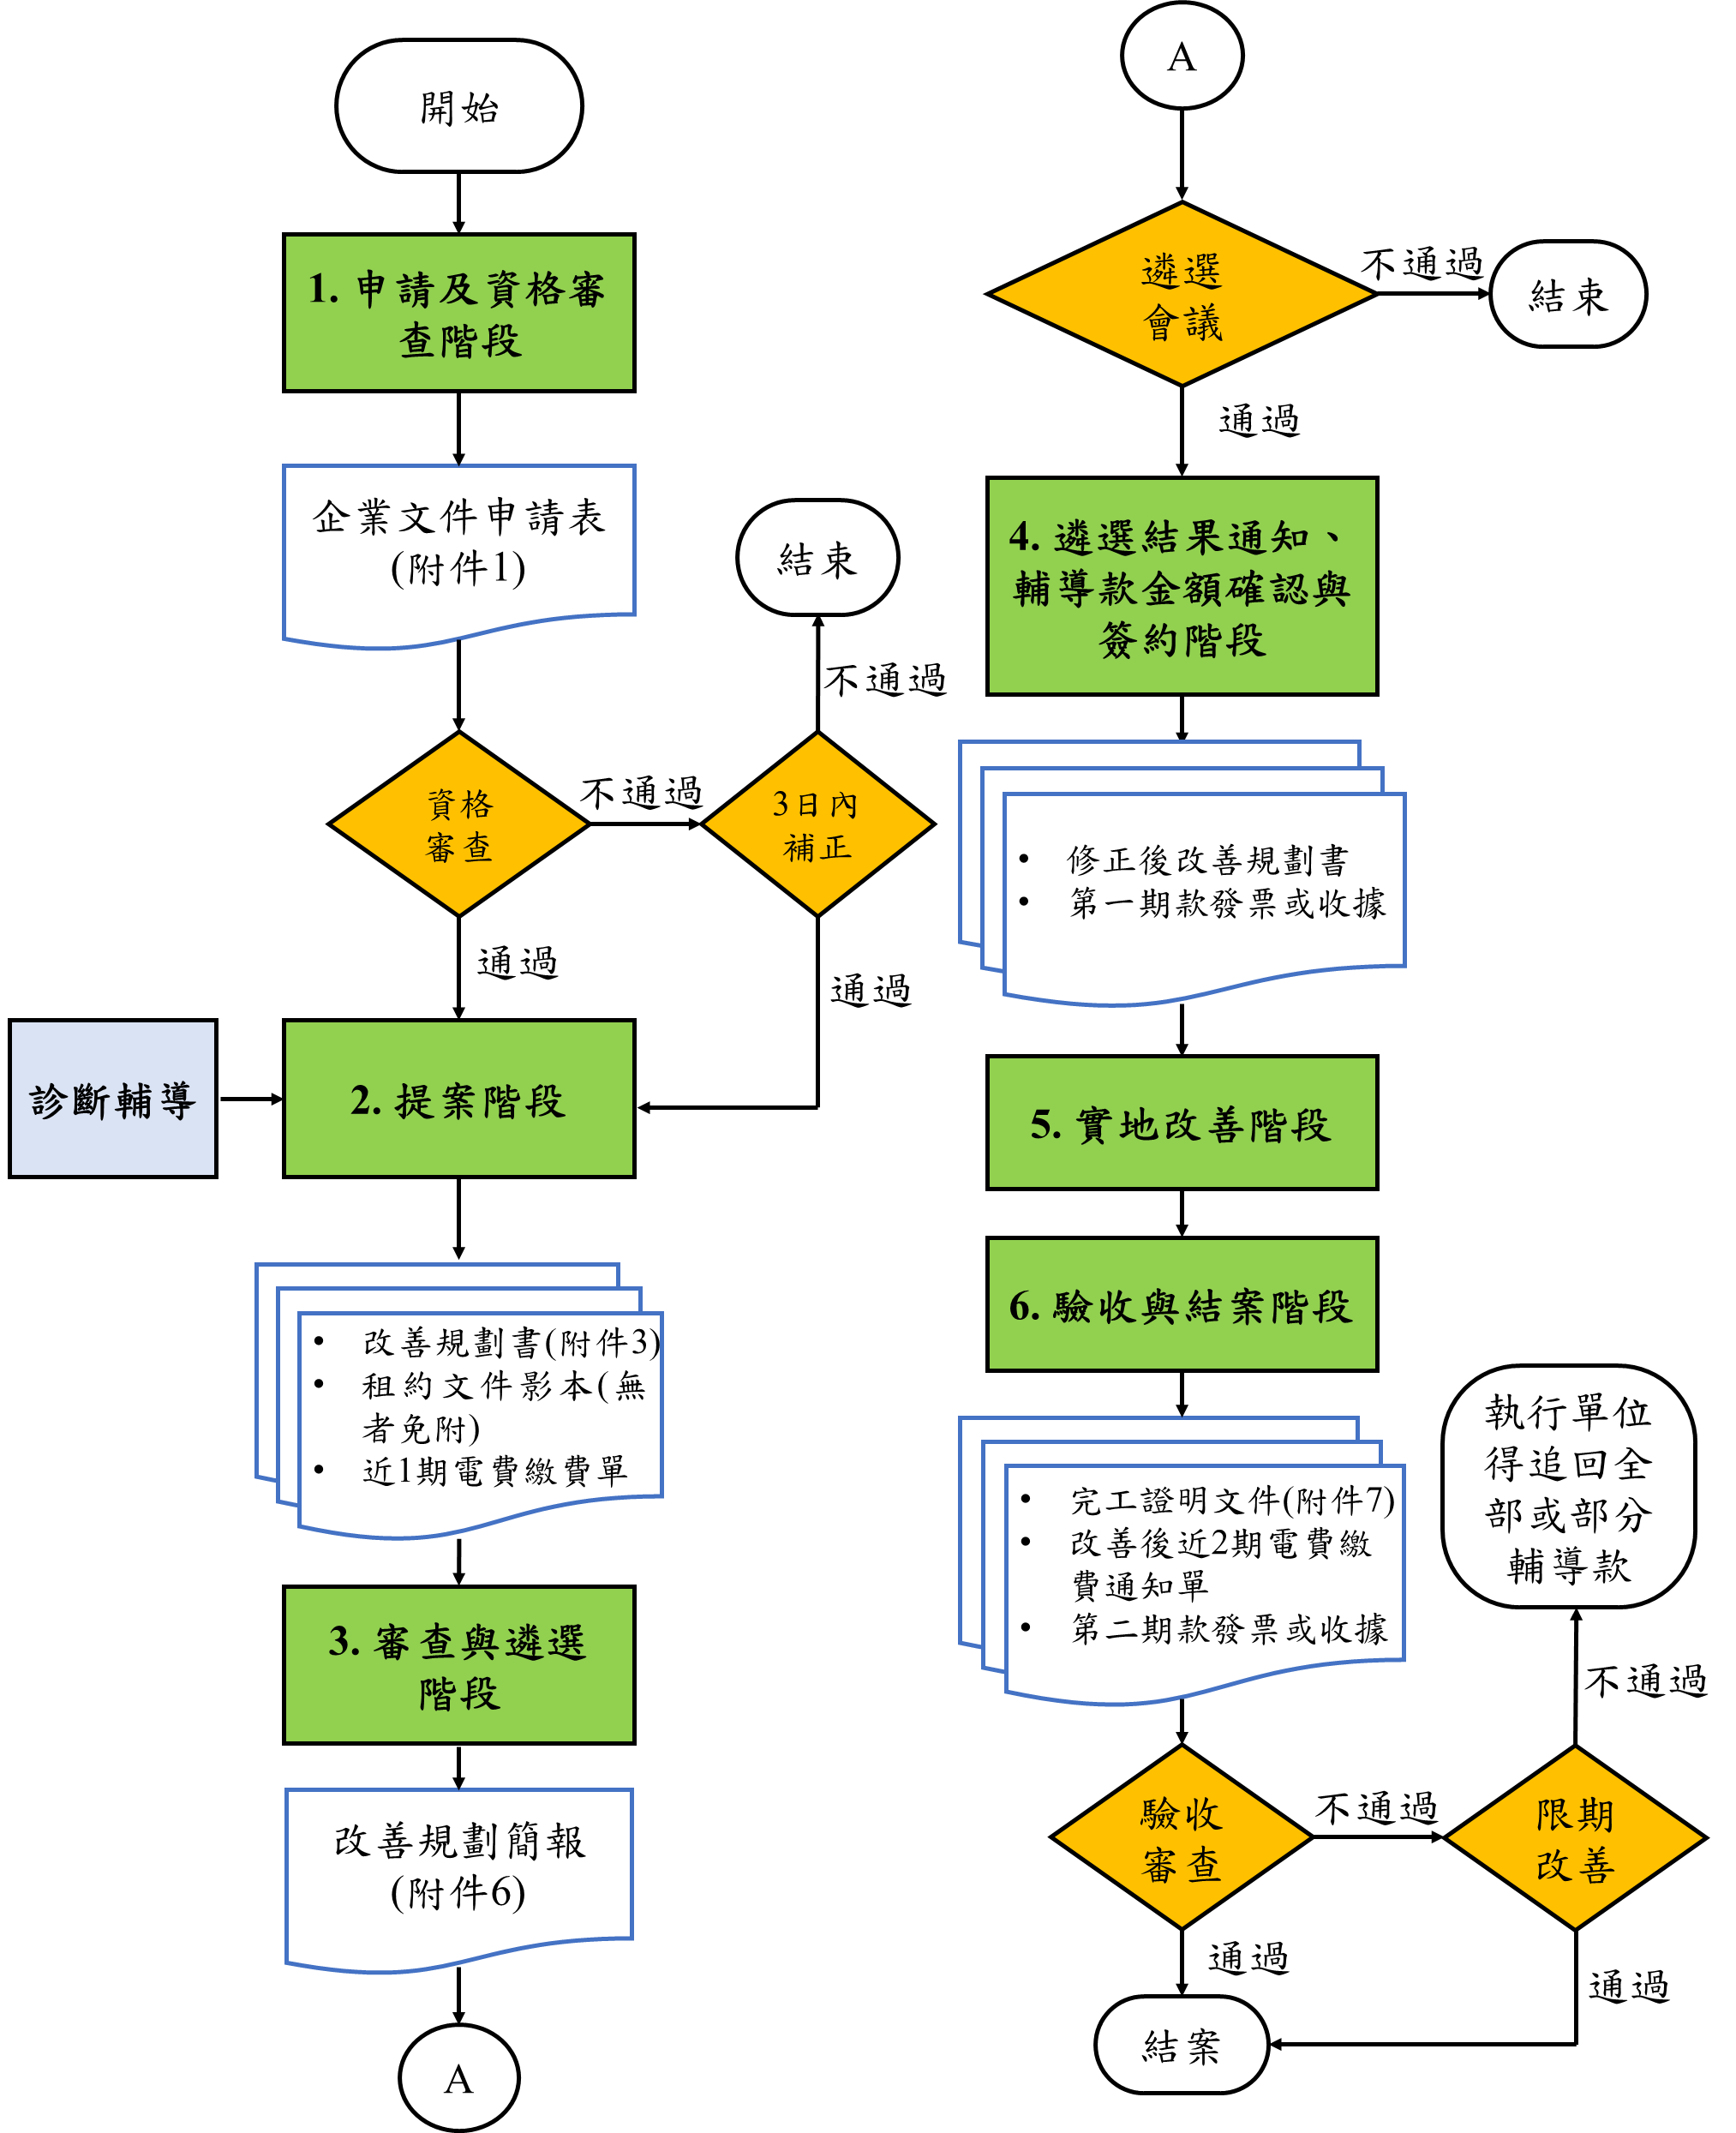 開始
1. 申請及資格審
查階段
企業文件申請表
(附件1)
結束
不通過
資格
審查
不通過
3日內
補正
通過
通過
診斷輔導
2. 提案階段
• 改善規劃書(附件3)
• 租約文件影本(無
者免附)
• 近1期電費繳費單
3. 審查與遴選
階段
改善規劃簡報
(附件6)
A
A
遴選
會議
不通過
結束
通過
4. 遴選結果通知、
輔導款金額確認與
簽約階段
• 修正後改善規劃書
• 第一期款發票或收據
5. 實地改善階段
6. 驗收與結案階段
• 完工證明文件(附件7)
• 改善後近2期電費繳
費通知單
• 第二期款發票或收據
執行單位
得追回全
部或部分
輔導款
不通過
驗收
審查
不通過
限期
改善
通過
通過
結案